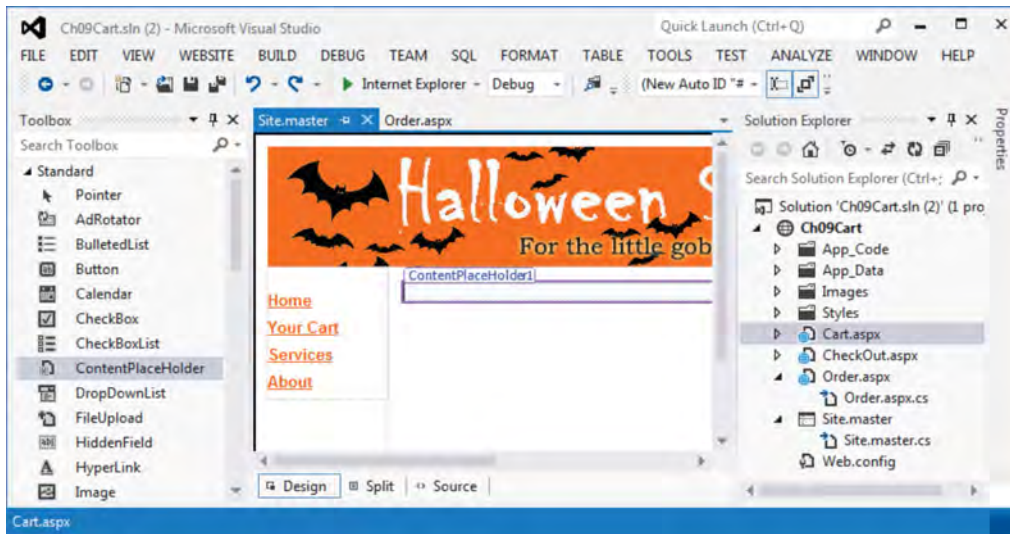 Ch09Cart.sln (2) - Microsoft Visual Studio
Quick Launch (Ctrl+Q)
FILE EDIT VIEW WEBSITE BUILD DEBUG TEAM SQL FORMAT TABLE TOOLS TEST ANALYZE WINDOW HELP
Internet Explorer Debug (New Auto ID "#
Toolbox
Search Toolbox
Standard
Pointer
AdRotator
BulletedList
Button
Calendar
CheckBox
CheckBoxList
ContentPlaceHolder
DropDownList
FileUpload
HiddenField
HyperLink
Image
Site.master Order.aspx
Halloween S
For the little gob
ContentPlaceHolder1
Home
Your Cart
Services
About
Design Split Source
Solution Explorer
Search Solution Explorer (Ctrl+;
Solution 'Ch09Cart.sln (2)' (1 pro
Ch09Cart
App_Code
App_Data
Images
Styles
Cart.aspx
CheckOut.aspx
Order.aspx
Order.aspx.cs
Site.master
Site.master.cs
Web.config
Properties
Cart.aspx